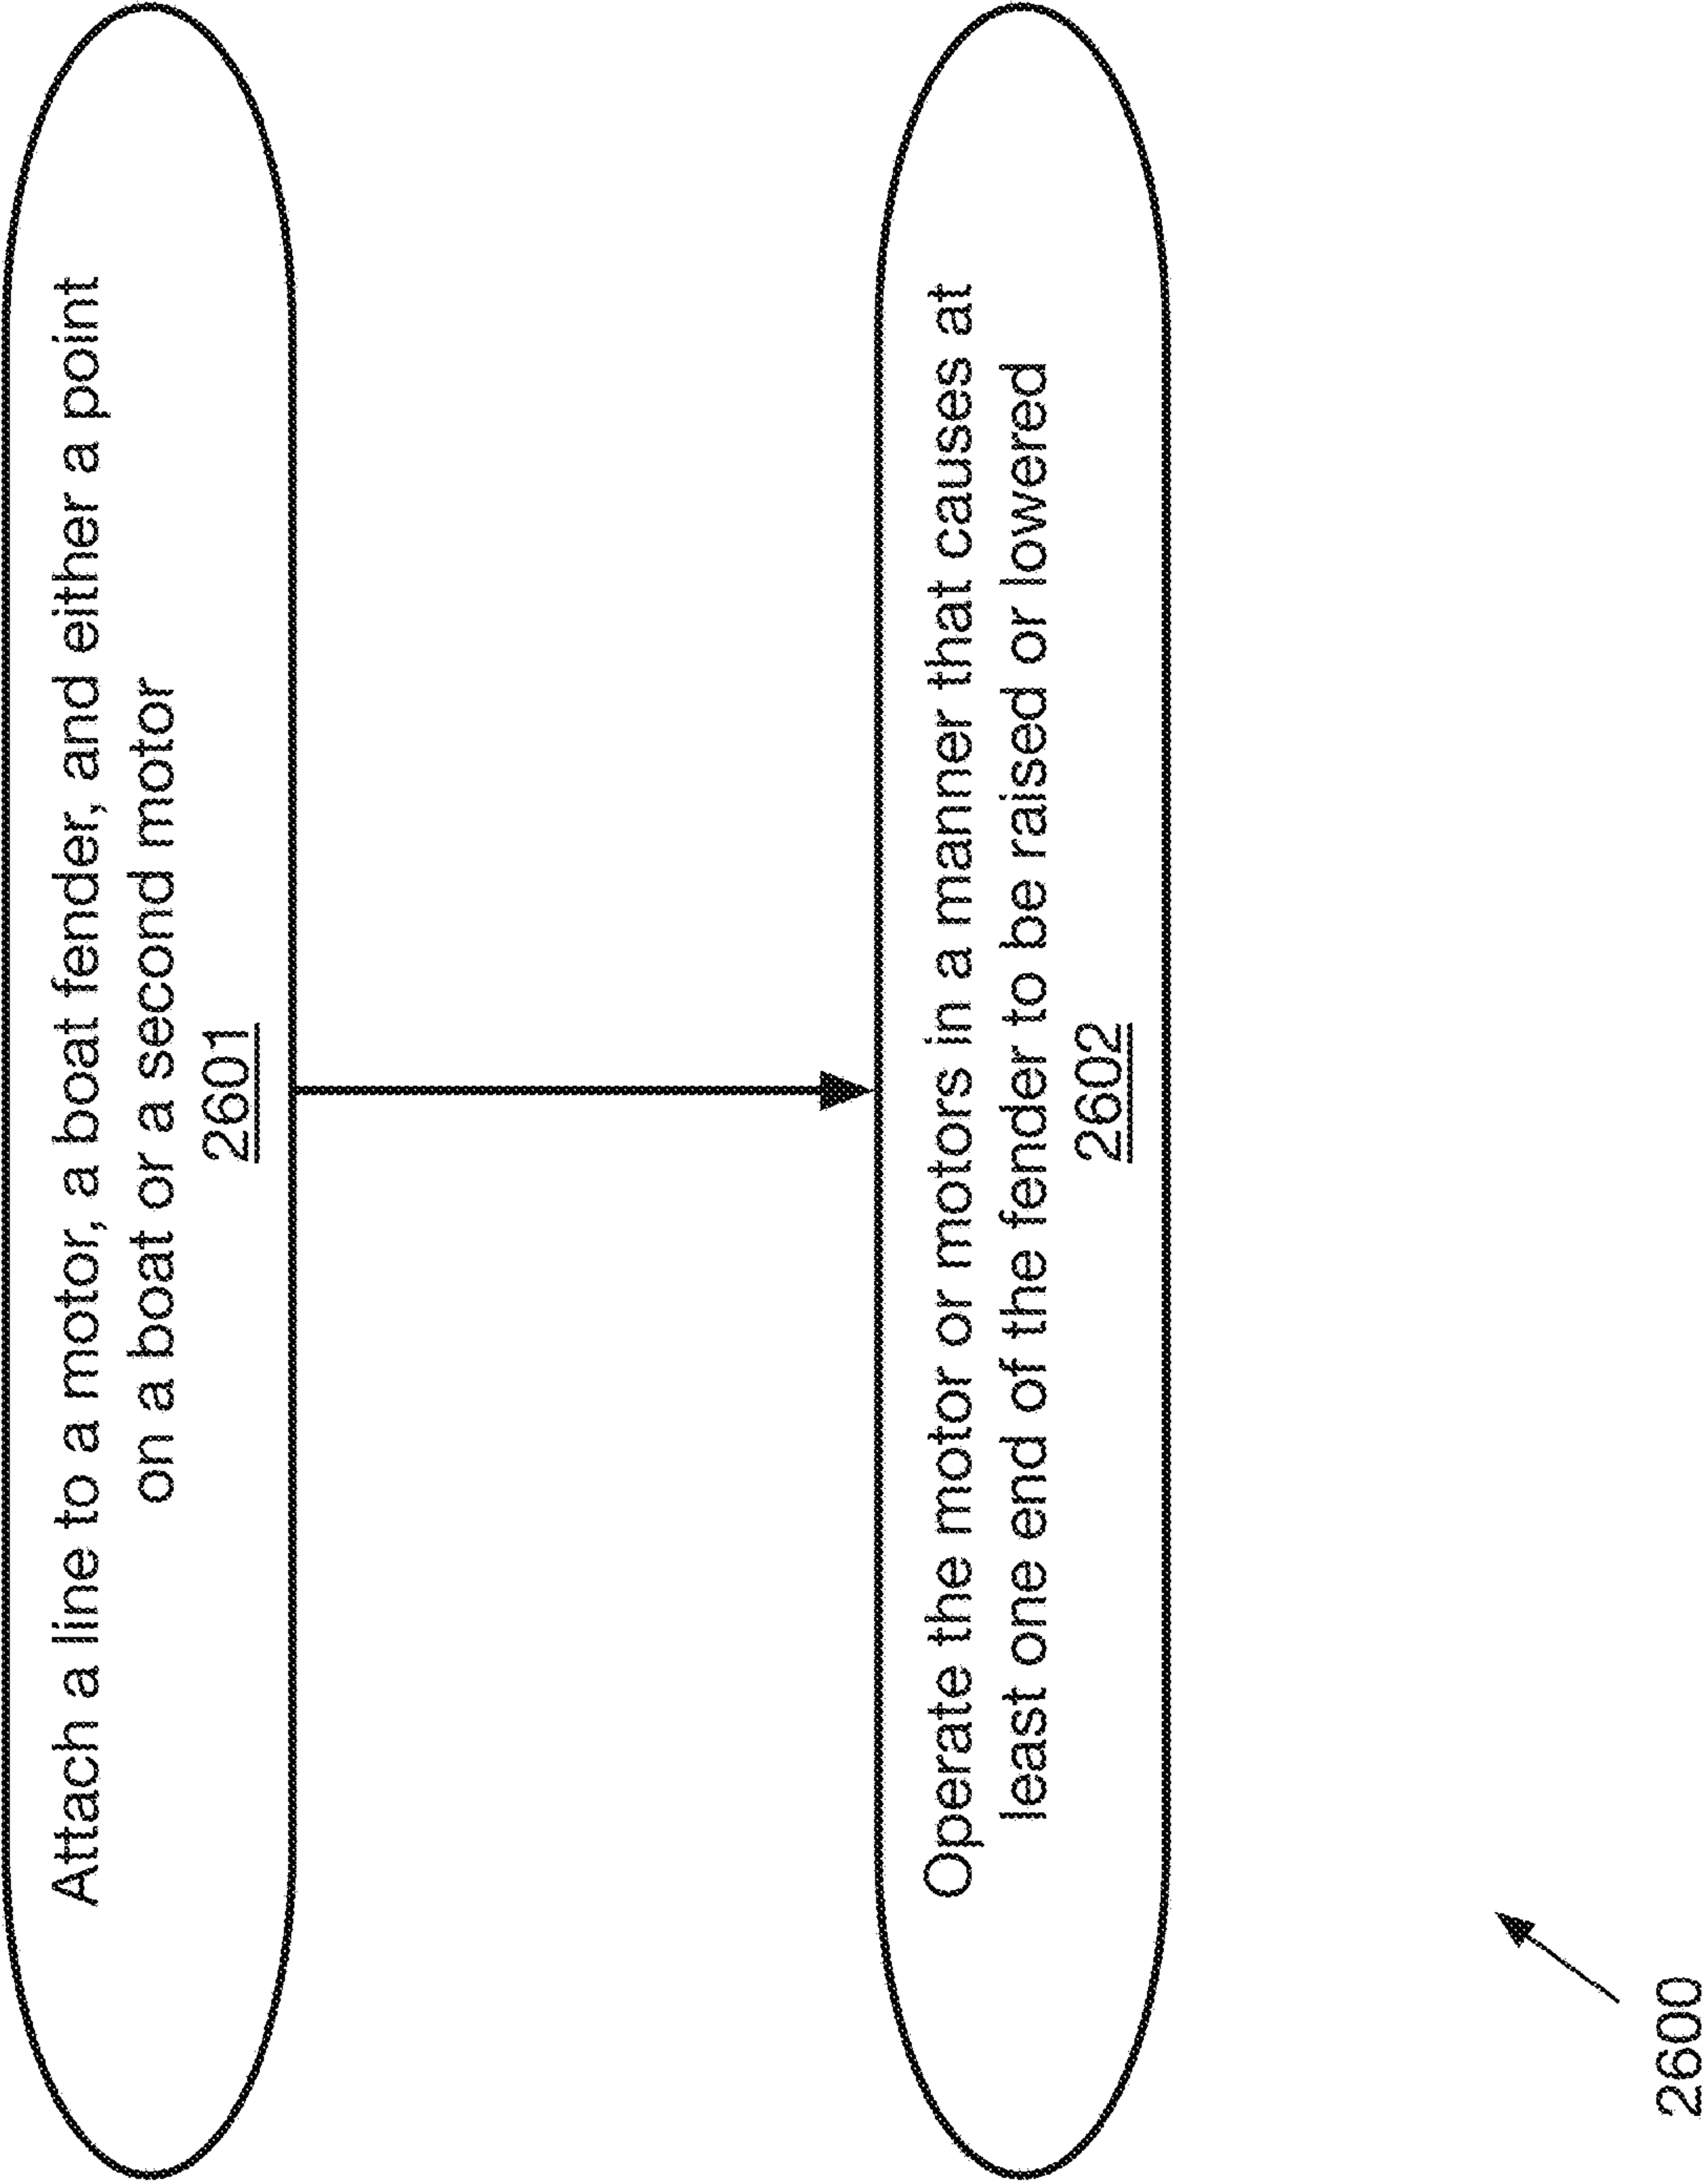 Attach a line to a motor, a boat fender, and either a point
on a boat or a second motor
2601
Operate the motor or motors in a manner that causes at
least one end of the fender to be raised or lowered
2602
2600